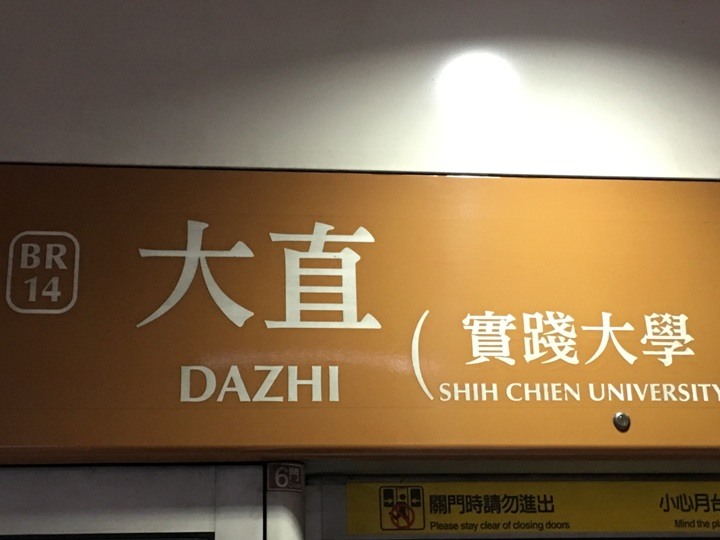 BR
14
大直
DAZHI
(實踐大學
SHIH CHIEN UNIVERSITY
6門
關門時請勿進出
Please stay clear of closing doors
小心月台
Mind the